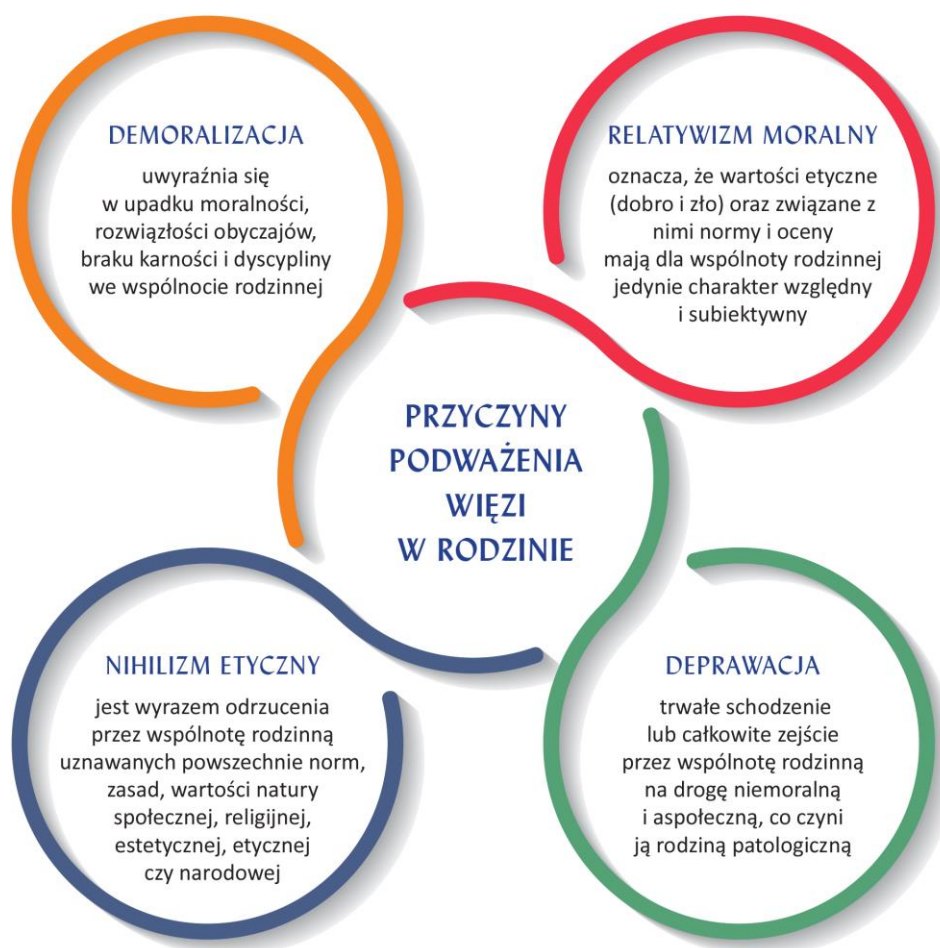 DEMORALIZACJA
uwyraźnia się
w upadku moralności,
rozwiązłości obyczajów,
braku karności i dyscypliny
we wspólnocie rodzinnej
RELATYWIZM MORALNY
oznacza, że wartości etyczne
(dobro i zło) oraz związane z
nimi normy i oceny
mają dla wspólnoty rodzinnej
jedynie charakter względny
i subiektywny
PRZYCZYNY
PODWAŻENIA
WIĘZI
W RODZINIE
NIHILIZM ETYCZNY
jest wyrazem odrzucenia
przez wspólnotę rodzinną
uznawanych powszechnie norm,
zasad, wartości natury
społecznej, religijnej,
estetycznej, etycznej
czy narodowej
DEPRAWACJA
trwałe schodzenie
lub całkowite zejście
przez wspólnotę rodzinną
na drogę niemoralną
i aspołeczną, co czyni
ją rodziną patologiczną